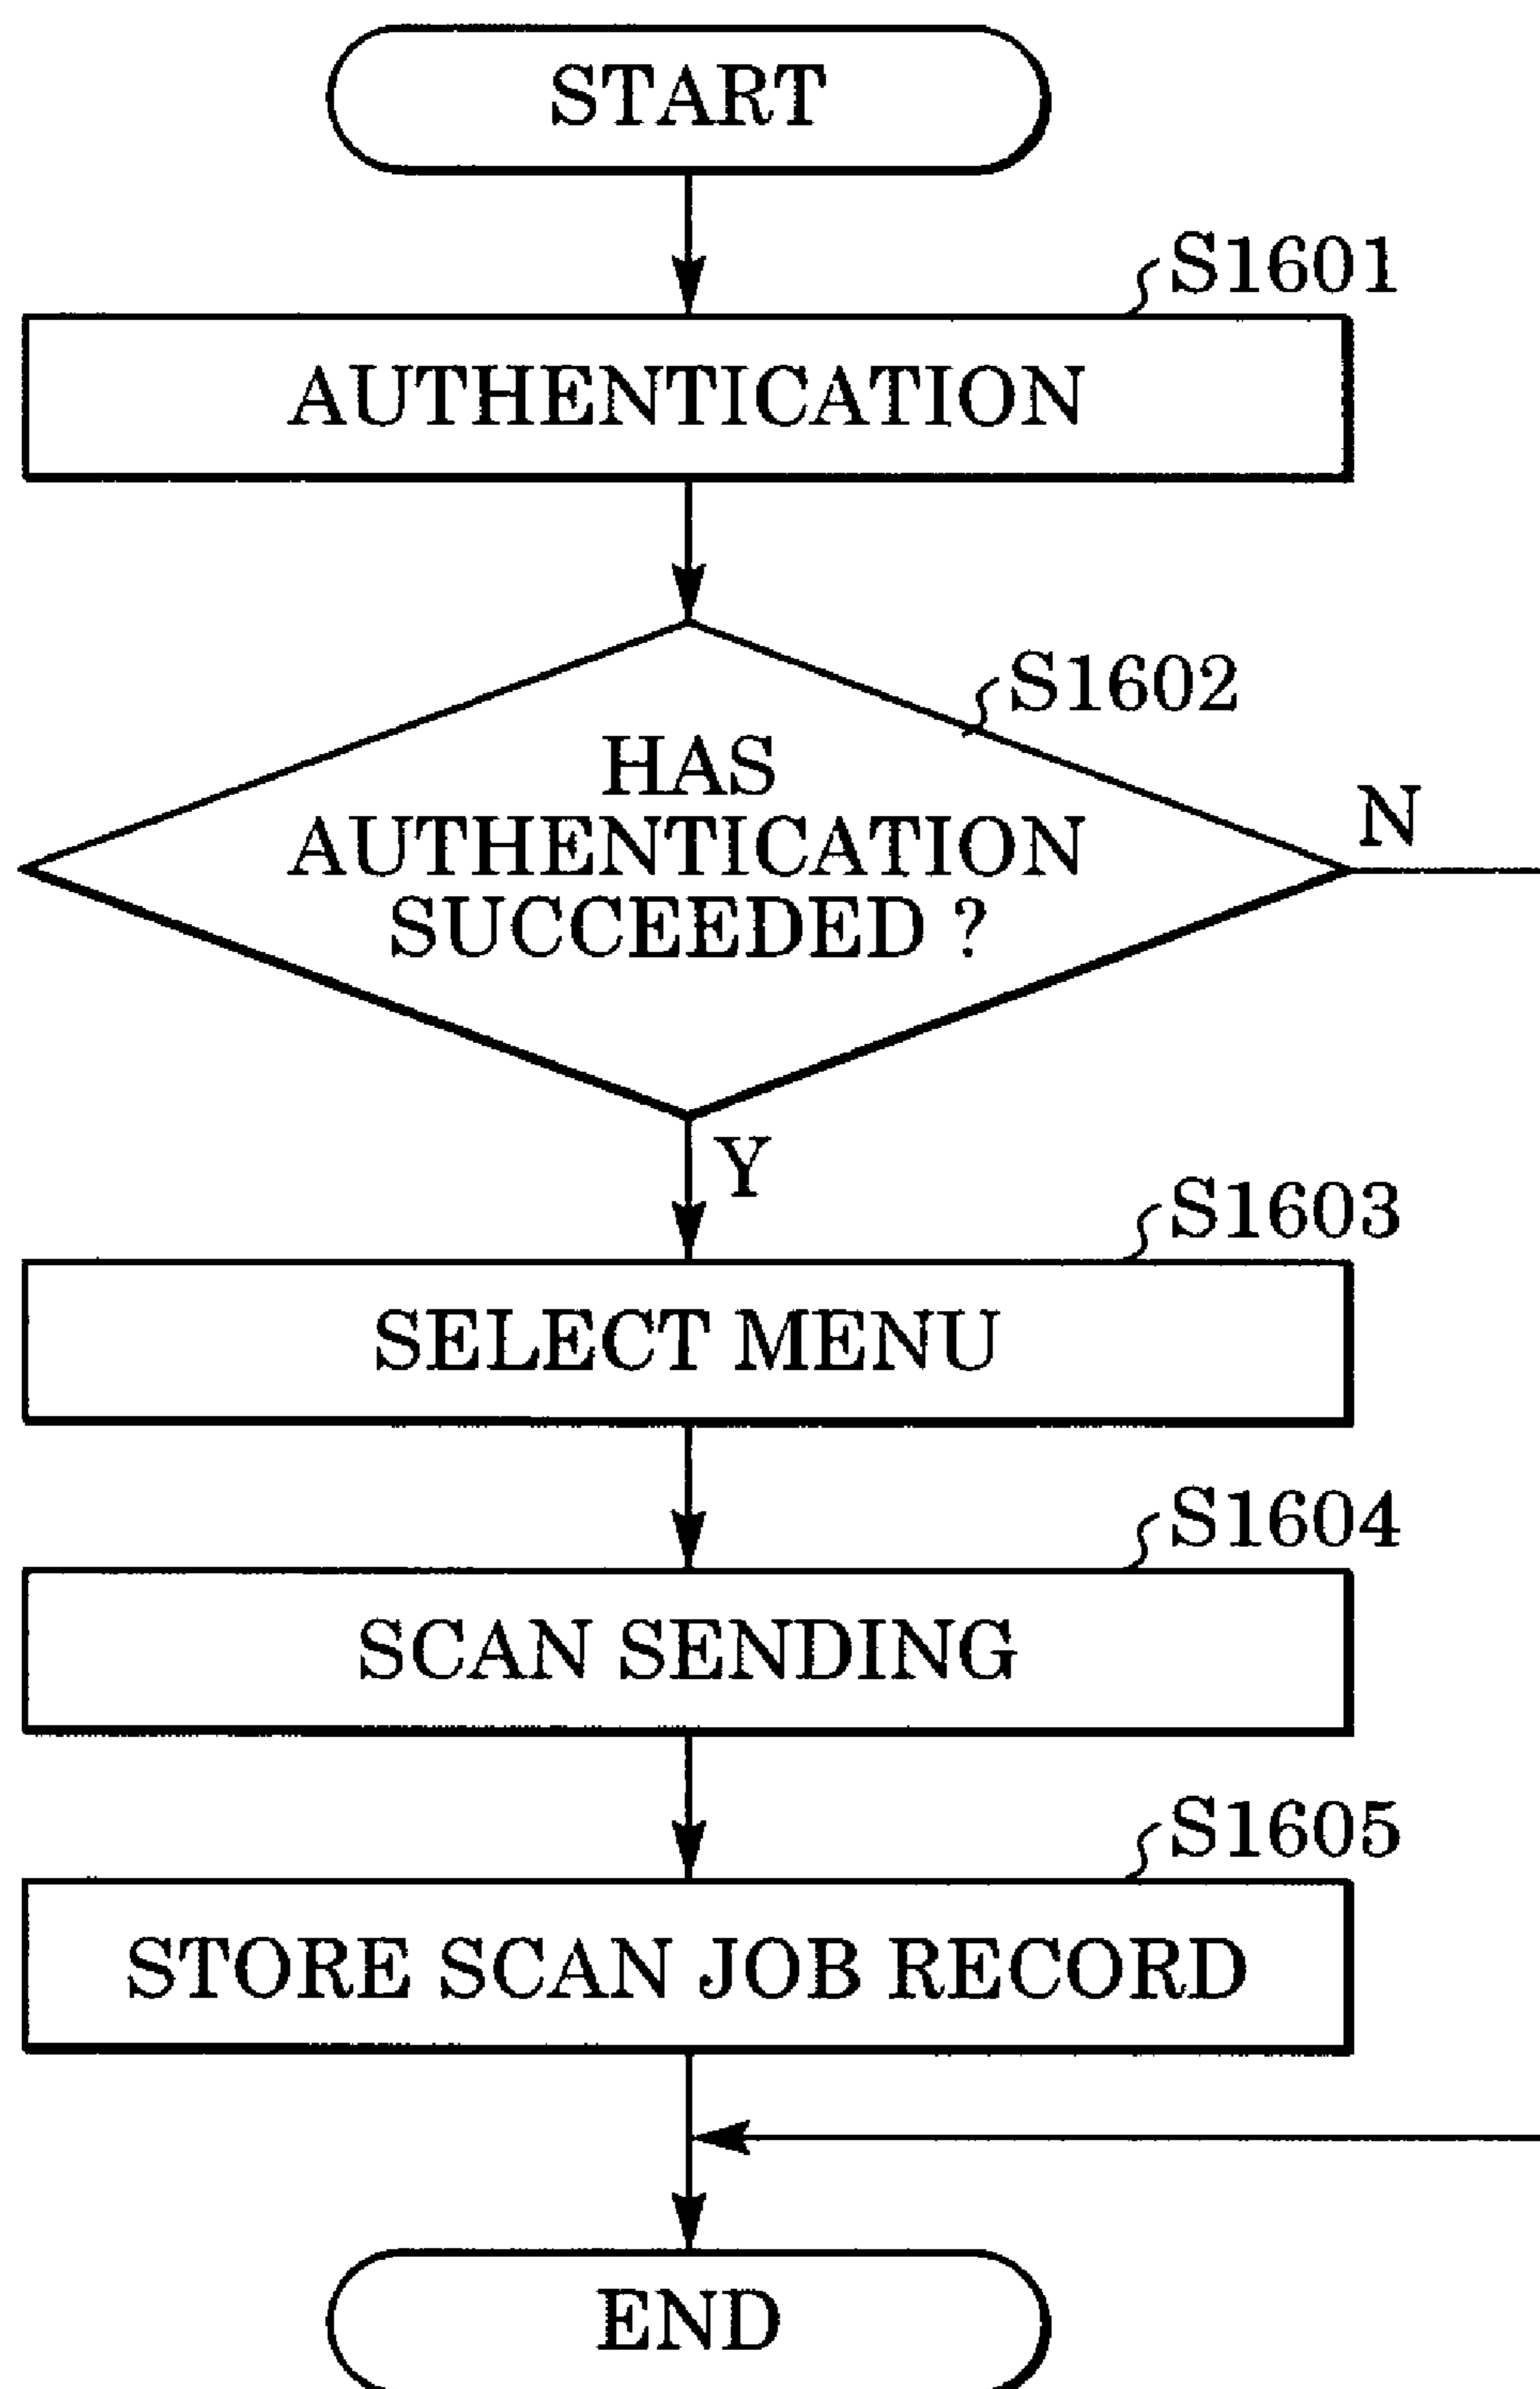 START
S1601
AUTHENTICATION
S1602
HAS
AUTHENTICATION
SUCCEEDED ?
N
Y
S1603
SELECT MENU
S1604
SCAN SENDING
S1605
STORE SCAN JOB RECORD
END